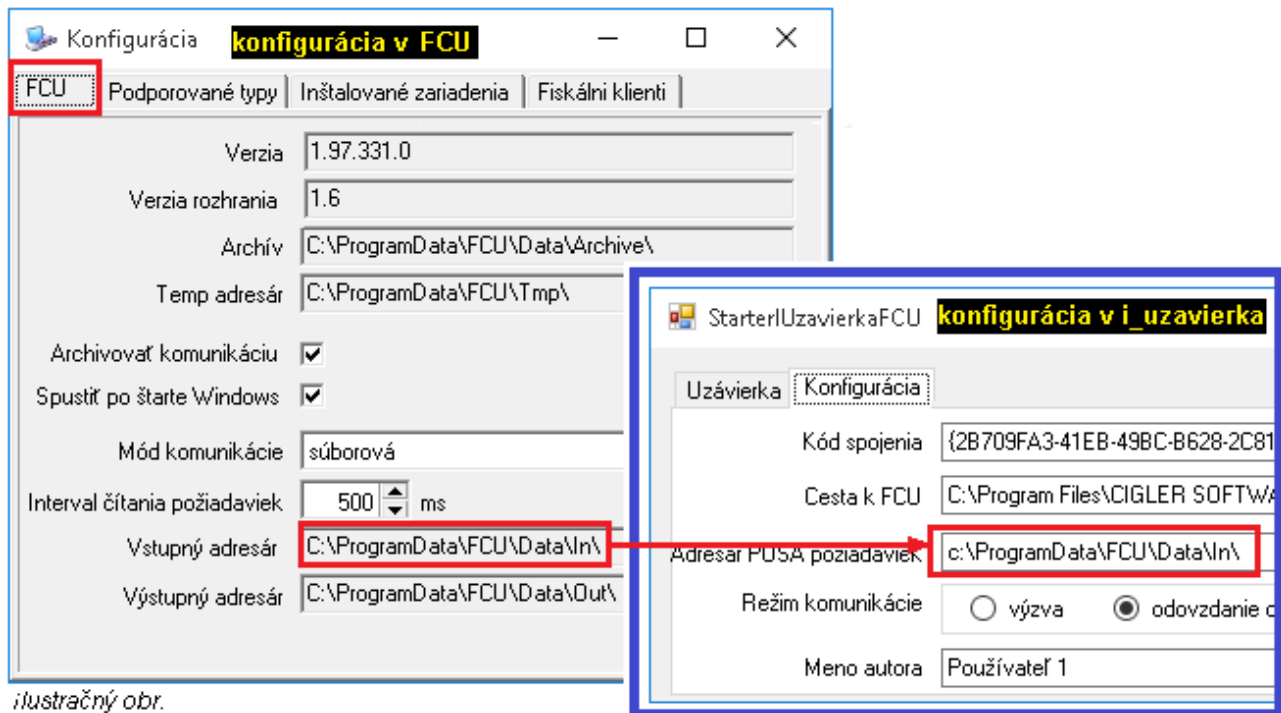 Konfigurácia konfigurácia v FCU
FCU Podporované typy Inštalované zariadenia Fiskálni klienti
Verzia 1.97.331.0
Verzia rozhrania 1.6
Archív C:\ProgramData\FCU\Data\Archive\
Temp adresár C:\ProgramData\FCU\Tmp\
Archivovať komunikáciu
Spustiť po štarte Windows
Mód komunikácie súborová
Interval čítania požiadaviek 500 ms
Vstupný adresár C:\ProgramData\FCU\Data\In\
Výstupný adresár C:\ProgramData\FCU\Data\Out\
StarterIUzavierkaFCU konfigurácia v i_uzavierka
Uzávierka Konfigurácia
Kód spojenia {2B709FA3-41EB-49BC-B628-2C81
Cesta k FCU C:\Program Files\CIGLER SOFTWA
Adresár PUSA požiadaviek c:\ProgramData\FCU\Data\In\
Režim komunikácie výzva odovzdanie
Meno autora Používateľ 1
ilustračný obr.